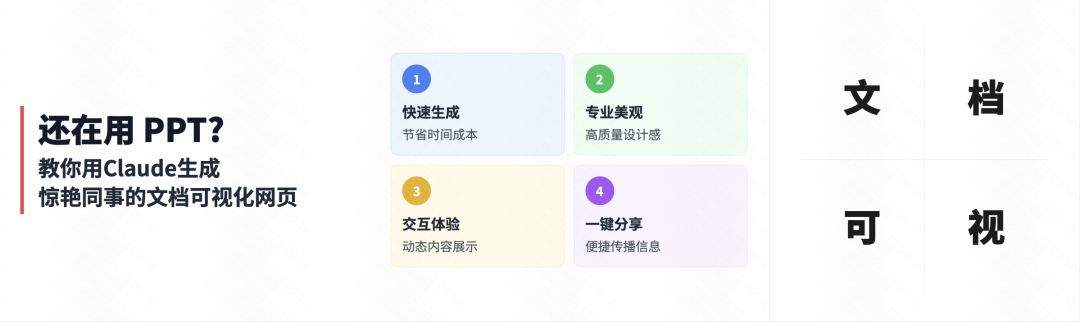 还在用 PPT?
教你用Claude生成
惊艳同事的文档可视化网页
1
快速生成
节省时间成本
2
专业美观
高质量设计感
3
交互体验
动态内容展示
4
一键分享
便捷传播信息
文 档
可 视